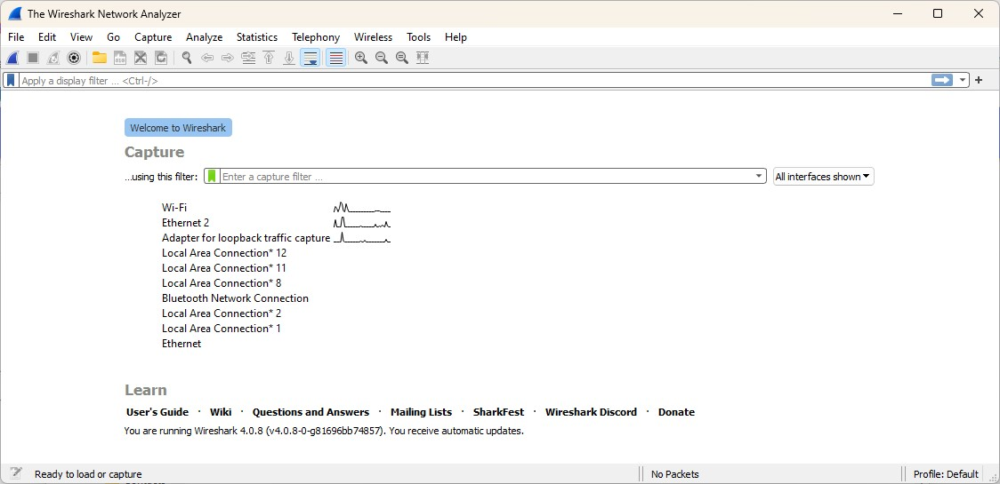 The Wireshark Network Analyzer
File Edit View Go Capture Analyze Statistics Telephony Wireless Tools Help
Apply a display filter ... <Ctrl-/>
Welcome to Wireshark
Capture
...using this filter: Enter a capture filter ... All interfaces shown
Wi-Fi
Ethernet 2
Adapter for loopback traffic capture
Local Area Connection* 12
Local Area Connection* 11
Local Area Connection* 8
Bluetooth Network Connection
Local Area Connection* 2
Local Area Connection* 1
Ethernet
Learn
User's Guide · Wiki · Questions and Answers · Mailing Lists · SharkFest · Wireshark Discord · Donate
You are running Wireshark 4.0.8 (v4.0.8-0-g81696bb74857). You receive automatic updates.
Ready to load or capture No Packets Profile: Default